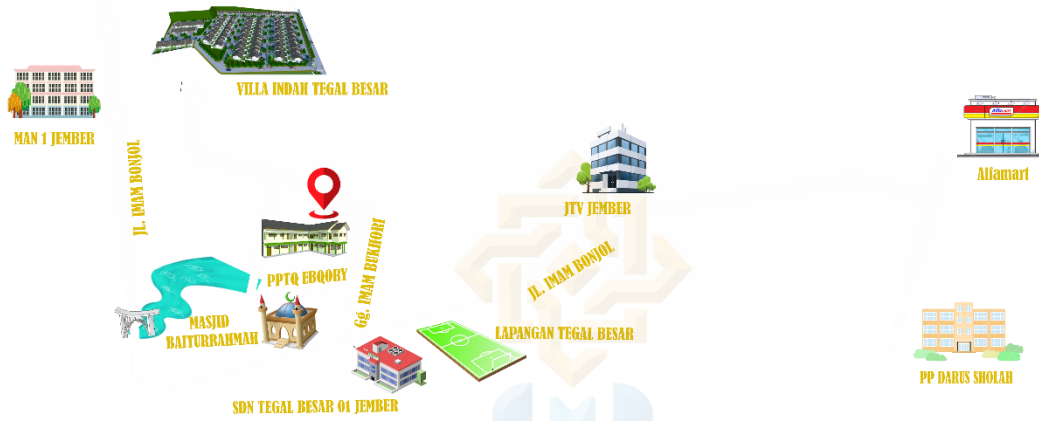 VILLA INDAH TEGAL BESAR
MAN 1 JEMBER
Alfamart
Alfamart
JL. IMAM BONJOL
JTV JEMBER
PPTQ EBQORY
Gg. IMAM BUKHORI
JL. IMAM BONJOL
MASJID
BAITURRAHMAH
LAPANGAN TEGAL BESAR
PP DARUS SHOLAH
SDN TEGAL BESAR 01 JEMBER